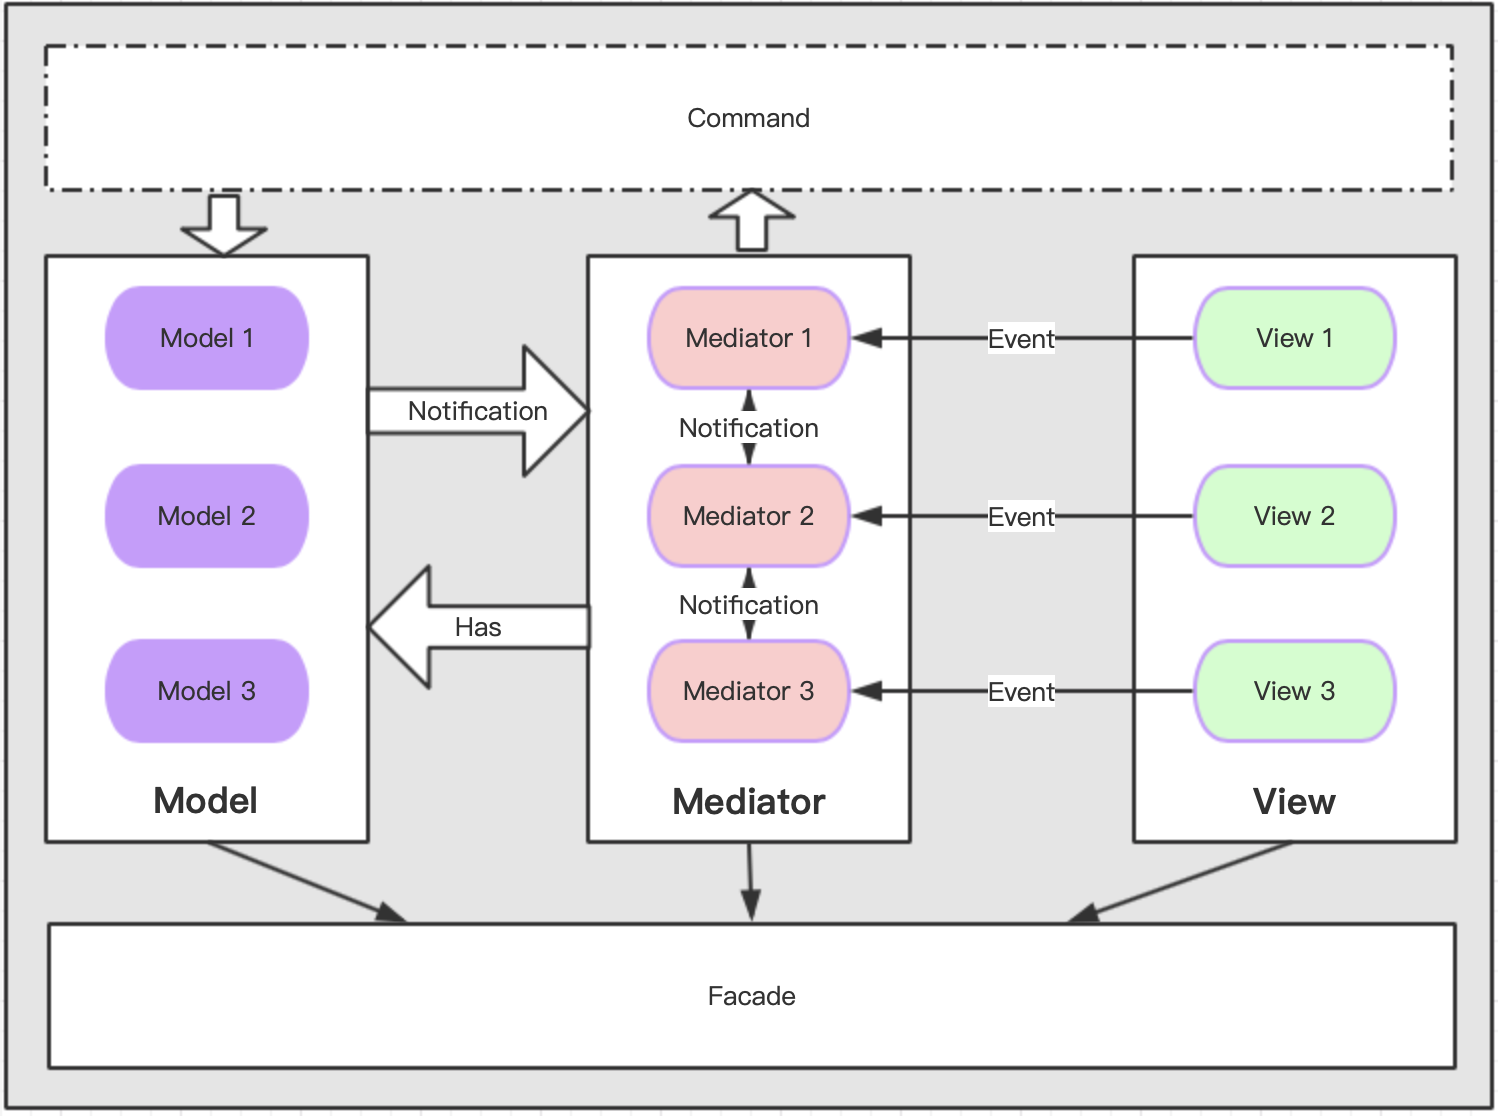 Command
Model 1
Mediator 1
Event
View 1
Notification
Notification
Model 2
Mediator 2
Event
View 2
Notification
Has
Model 3
Mediator 3
Event
View 3
Model
Mediator
View
Facade